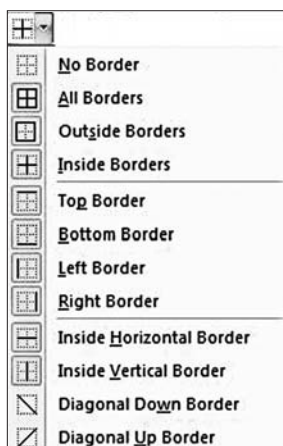 No Border
All Borders
Outside Borders
Inside Borders
Top Border
Bottom Border
Left Border
Right Border
Inside Horizontal Border
Inside Vertical Border
Diagonal Down Border
Diagonal Up Border